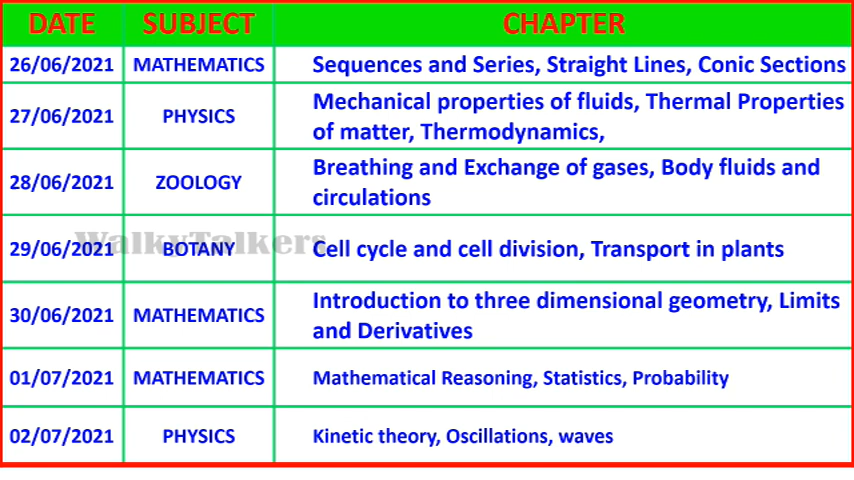 DATE SUBJECT CHAPTER
26/06/2021 MATHEMATICS Sequences and Series, Straight Lines, Conic Sections
27/06/2021 PHYSICS Mechanical properties of fluids, Thermal Properties
of matter, Thermodynamics,
28/06/2021 ZOOLOGY Breathing and Exchange of gases, Body fluids and
circulations
WalkyTalkers
29/06/2021 BOTANY Cell cycle and cell division, Transport in plants
30/06/2021 MATHEMATICS Introduction to three dimensional geometry, Limits
and Derivatives
01/07/2021 MATHEMATICS Mathematical Reasoning, Statistics, Probability
02/07/2021 PHYSICS Kinetic theory, Oscillations, waves